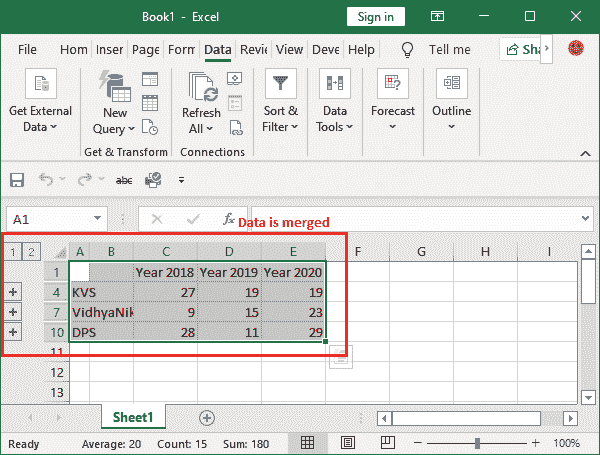 Book1 - Excel
Sign in
File Hom Inser Page Form Data Revie View Deve Help Tell me Sha
Get External Data
New Query
Refresh All
Sort & Filter
Data Tools
Forecast
Outline
Get & Transform Connections
abc
A1 fx
Data is merged
1 2 A B C D E F G H I
1 Year 2018 Year 2019 Year 2020
4 KVS 27 19 19
7 VidhyaNik 9 15 23
10 DPS 28 11 29
11
12
13
Sheet1
Ready Average: 20 Count: 15 Sum: 180 100%